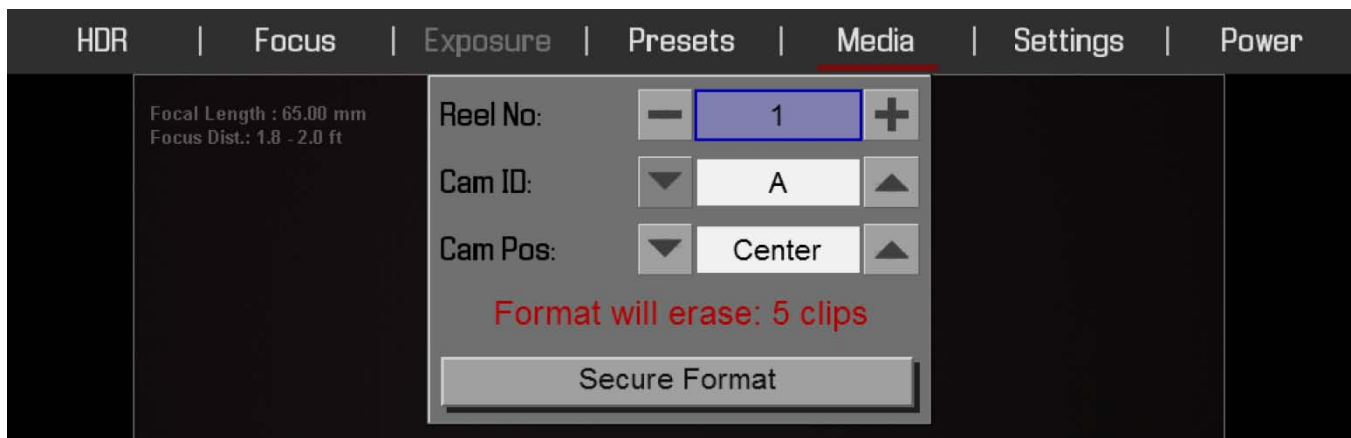 HDR | Focus | Exposure | Presets | Media | Settings | Power
Focal Length : 65.00 mm
Focus Dist.: 1.8 - 2.0 ft
Reel No: 1
Cam ID: A
Cam Pos: Center
Format will erase: 5 clips
Secure Format